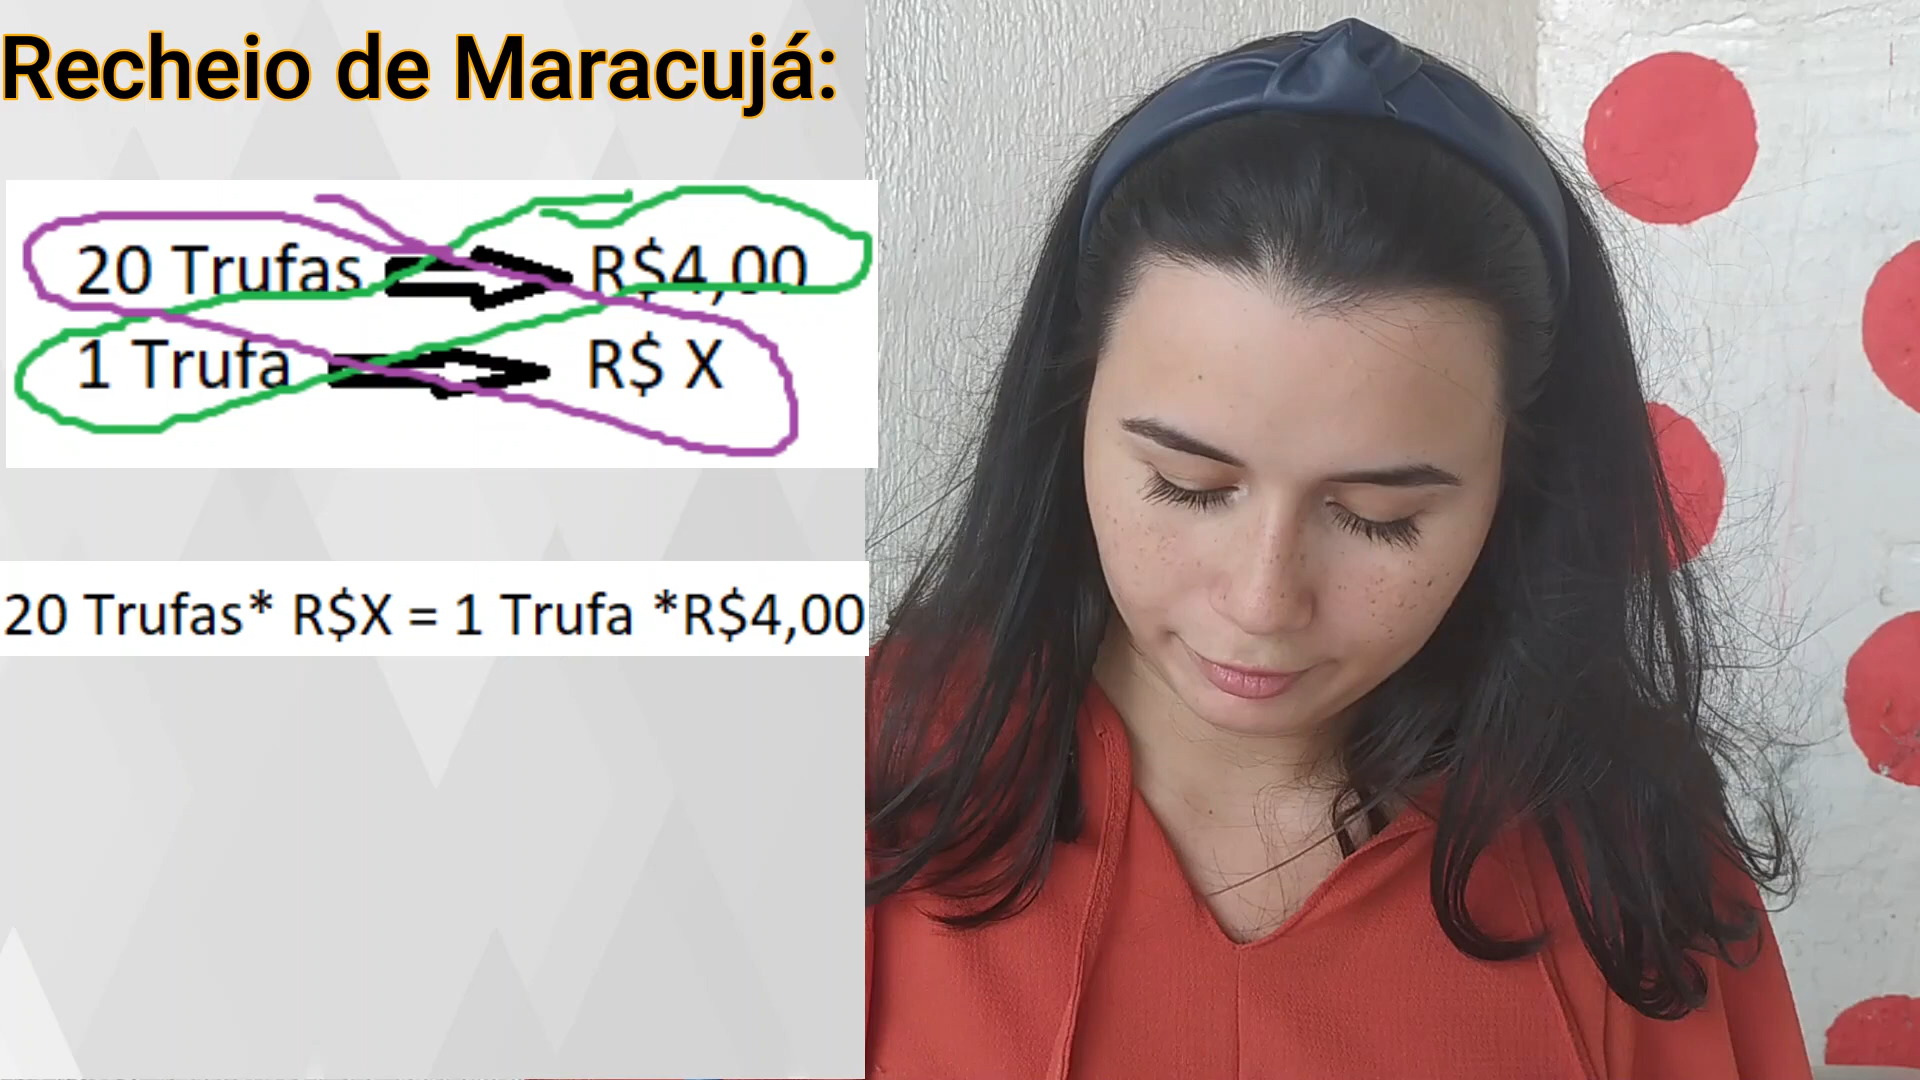 Recheio de Maracujá:
20 Trufas R$4,00
1 Trufa R$ X
20 Trufas* R$X = 1 Trufa *R$4,00